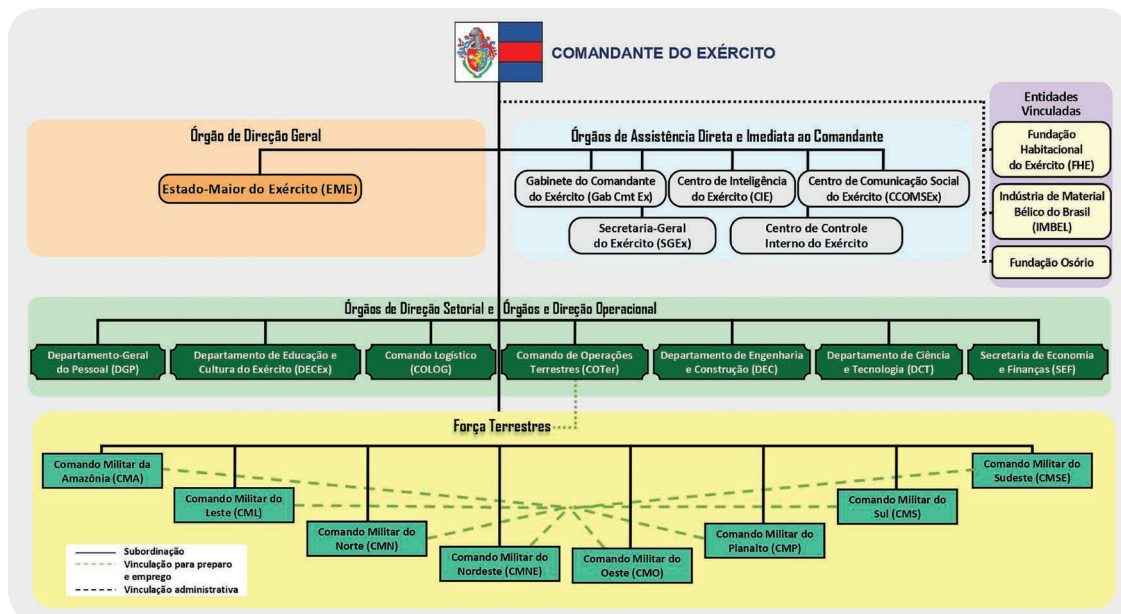 COMANDANTE DO EXÉRCITO
Entidades
Vinculadas
Fundação
Habitacional
do Exército (FHE)
Indústria de Material
Bélico do Brasil
(IMBEL)
Fundação Osório
Órgão de Direção Geral
Estado-Maior do Exército (EME)
Órgãos de Assistência Direta e Imediata ao Comandante
Gabinete do Comandante
do Exército (Gab Cmt Ex)
Centro de Inteligência
do Exército (CIE)
Centro de Comunicação Social
do Exército (CCOMSEx)
Secretaria-Geral
do Exército (SGEx)
Centro de Controle
Interno do Exército
Órgãos de Direção Setorial e Órgãos e Direção Operacional
Departamento-Geral
do Pessoal (DGP)
Departamento de Educação e
Cultura do Exército (DECEx)
Comando Logístico
(COLOG)
Comando de Operações
Terrestres (COTer)
Departamento de Engenharia
e Construção (DEC)
Departamento de Ciência
e Tecnologia (DCT)
Secretaria de Economia
e Finanças (SEF)
Força Terrestres
Comando Militar da
Amazônia (CMA)
Comando Militar do
Leste (CML)
Comando Militar do
Norte (CMN)
Comando Militar do
Nordeste (CMNE)
Comando Militar do
Oeste (CMO)
Comando Militar do
Planalto (CMP)
Comando Militar do
Sul (CMS)
Comando Militar do
Sudeste (CMSE)
Subordinação
Vinculação para preparo
e emprego
Vinculação administrativa